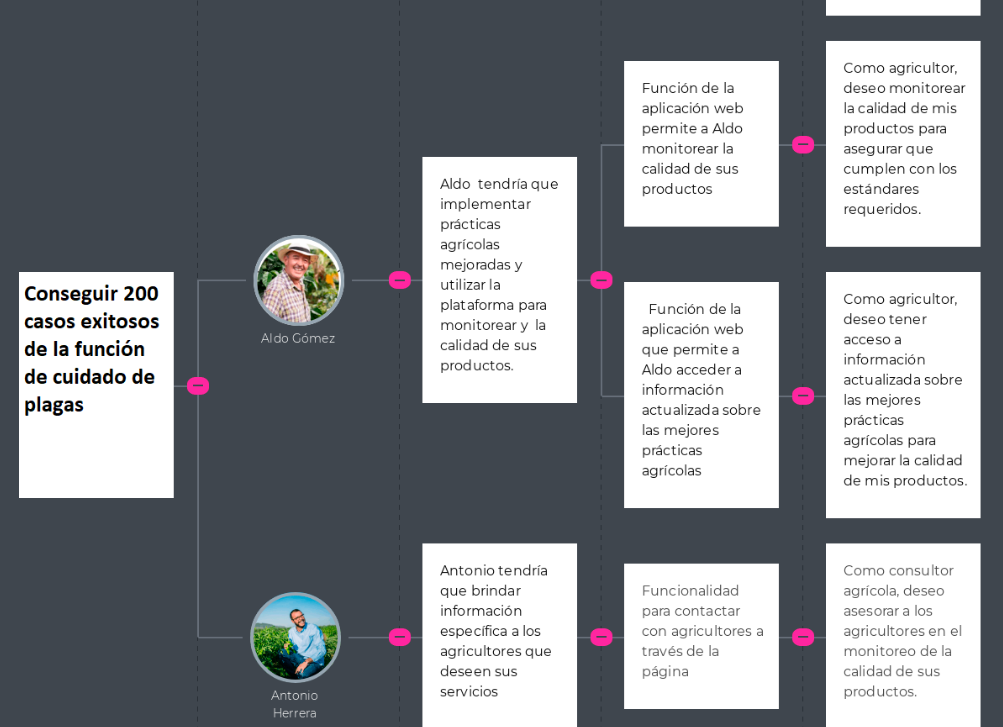 Conseguir 200
casos exitosos
de la función
de cuidado de
plagas
Aldo Gómez
Aldo tendría que
implementar
prácticas
agrícolas
mejoradas y
utilizar la
plataforma para
monitorear y la
calidad de sus
productos.
Función de la
aplicación web
permite a Aldo
monitorear la
calidad de sus
productos
Como agricultor,
deseo monitorear
la calidad de mis
productos para
asegurar que
cumplen con los
estándares
requeridos.
Función de la
aplicación web
que permite a
Aldo acceder a
información
actualizada sobre
las mejores
prácticas
agrícolas
Como agricultor,
deseo tener
acceso a
información
actualizada sobre
las mejores
prácticas
agrícolas para
mejorar la calidad
de mis productos.
Antonio
Herrera
Antonio tendría
que brindar
información
específica a los
agricultores que
deseen sus
servicios
Funcionalidad
para contactar
con agricultores a
través de la
página
Como consultor
agrícola, deseo
asesorar a los
agricultores en el
monitoreo de la
calidad de sus
productos.